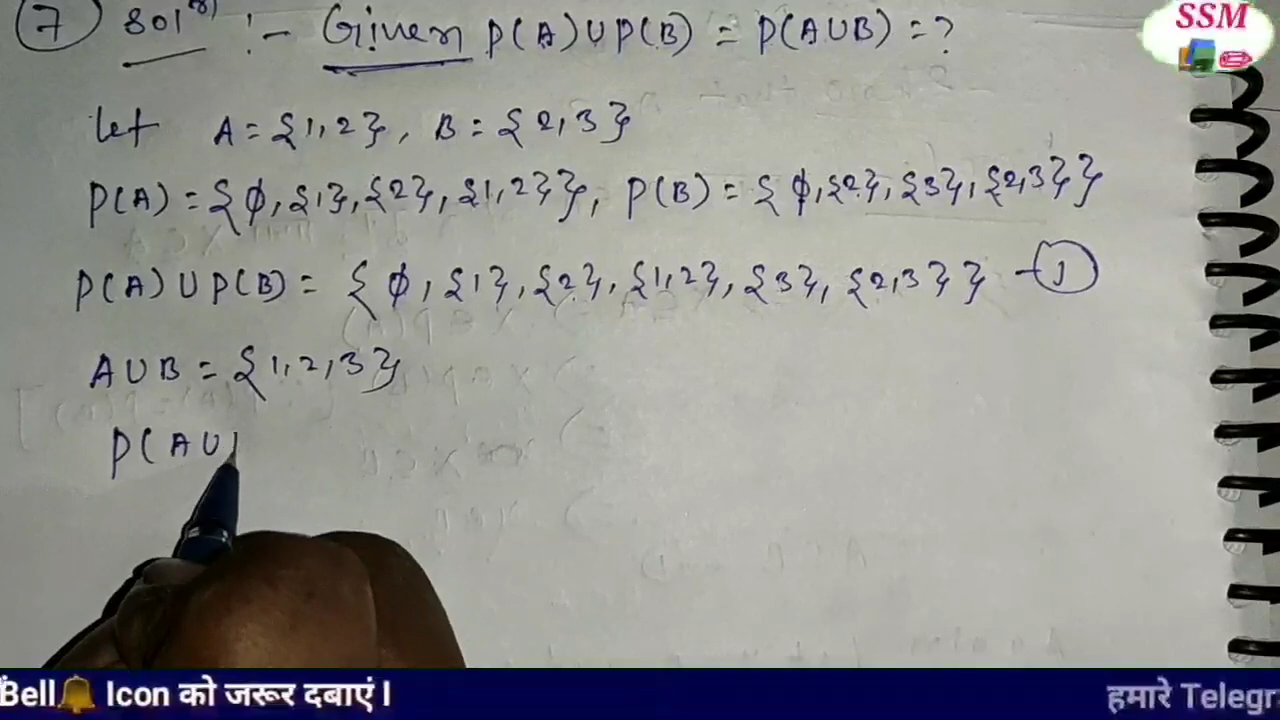 ⑦ Solⁿ :- Given P(A)∪P(B) = P(A∪B) = ?
SSM
Let A = {1,2}, B = {2,3}
P(A) = {ϕ, {1}, {2}, {1,2}}, P(B) = {ϕ, {2}, {3}, {2,3}}
P(A)∪P(B) = {ϕ, {1}, {2}, {1,2}, {3}, {2,3}} —①
A∪B = {1,2,3}
P(A∪
Bell🔔 Icon को जरूर दबाएं l
हमारे Telegr